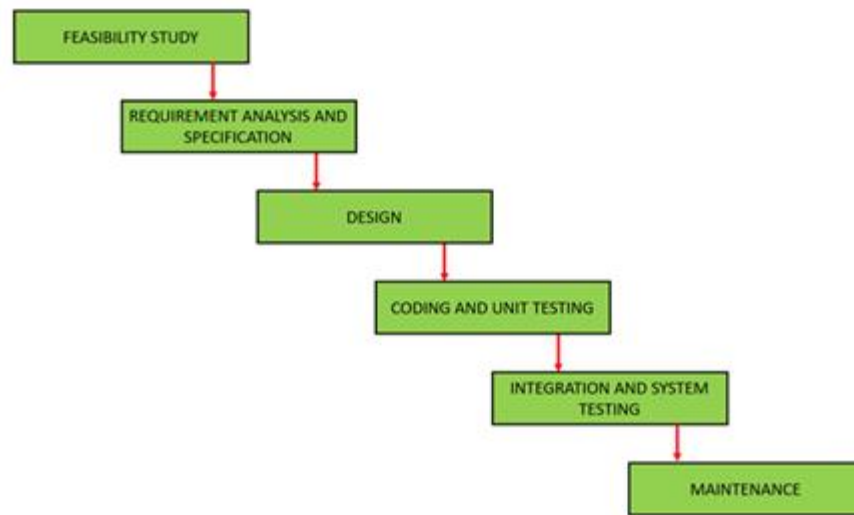 FEASIBILITY STUDY
REQUIREMENT ANALYSIS AND
SPECIFICATION
DESIGN
CODING AND UNIT TESTING
INTEGRATION AND SYSTEM
TESTING
MAINTENANCE